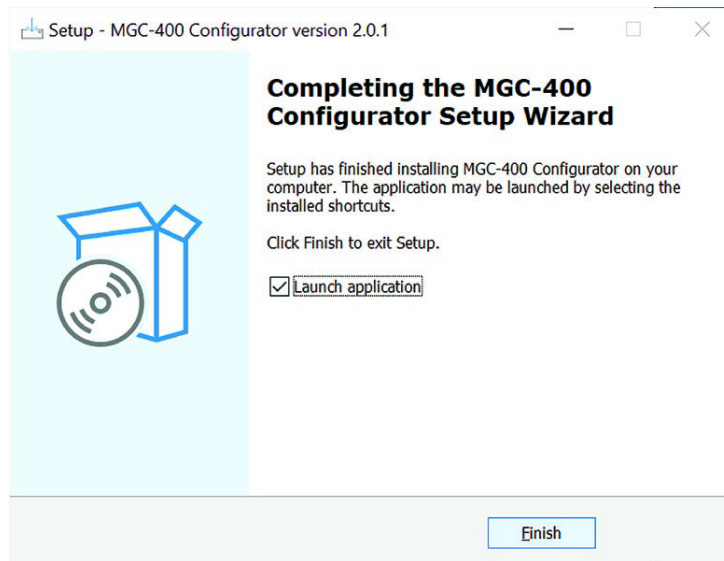 Setup - MGC-400 Configurator version 2.0.1
Completing the MGC-400
Configurator Setup Wizard
Setup has finished installing MGC-400 Configurator on your
computer. The application may be launched by selecting the
installed shortcuts.
Click Finish to exit Setup.
Launch application
Finish